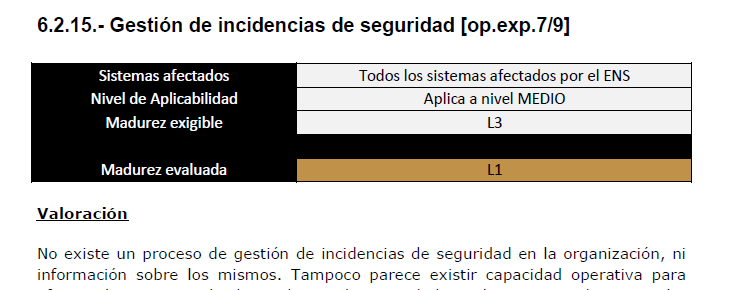 6.2.15.- Gestión de incidencias de seguridad [op.exp.7/9]
Sistemas afectados Todos los sistemas afectados por el ENS
Nivel de Aplicabilidad Aplica a nivel MEDIO
Madurez exigible L3
Madurez evaluada L1
Valoración
No existe un proceso de gestión de incidencias de seguridad en la organización, ni
información sobre los mismos. Tampoco parece existir capacidad operativa para